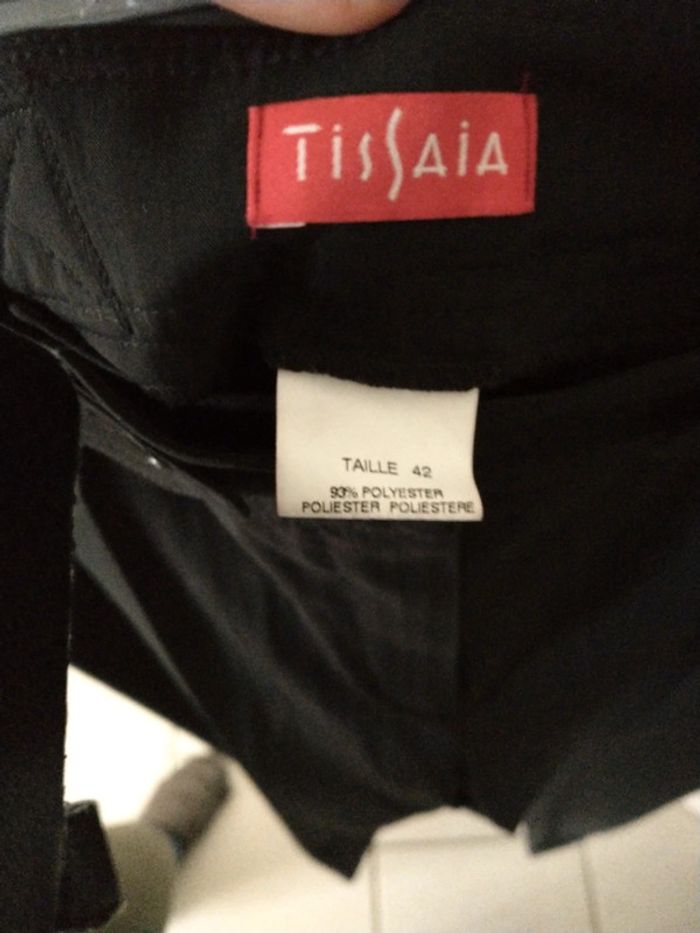 TisSAiA
TAILLE 42
93% POLYESTER
POLIESTER POLIESTERE